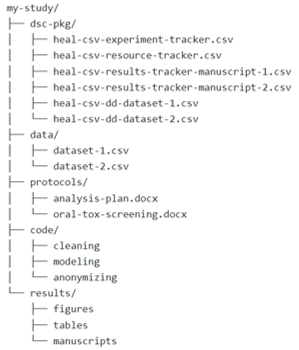 my-study/
├── dsc-pkg/
│   ├── heal-csv-experiment-tracker.csv
│   ├── heal-csv-resource-tracker.csv
│   ├── heal-csv-results-tracker-manuscript-1.csv
│   ├── heal-csv-results-tracker-manuscript-2.csv
│   ├── heal-csv-dd-dataset-1.csv
│   └── heal-csv-dd-dataset-2.csv
├── data/
│   ├── dataset-1.csv
│   └── dataset-2.csv
├── protocols/
│   ├── analysis-plan.docx
│   └── oral-tox-screening.docx
├── code/
│   ├── cleaning
│   ├── modeling
│   └── anonymizing
└── results/
    ├── figures
    ├── tables
    └── manuscripts